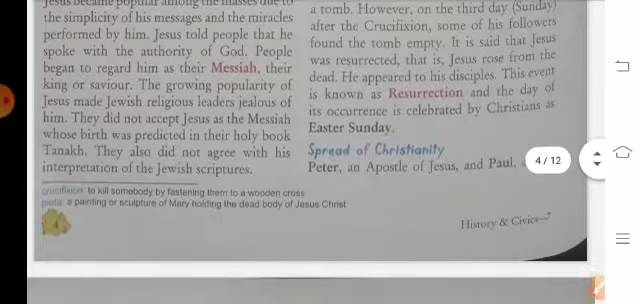 Jesus became popular among the masses due to
the simplicity of his messages and the miracles
performed by him. Jesus told people that he
spoke with the authority of God. People
began to regard him as their Messiah, their
king or saviour. The growing popularity of
Jesus made Jewish religious leaders jealous of
him. They did not accept Jesus as the Messiah
whose birth was predicted in their holy book
Tanakh. They also did not agree with his
interpretation of the Jewish scriptures.
a tomb. However, on the third day (Sunday)
after the Crucifixion, some of his followers
found the tomb empty. It is said that Jesus
was resurrected, that is, Jesus rose from the
dead. He appeared to his disciples. This event
is known as Resurrection and the day of
its occurrence is celebrated by Christians as
Easter Sunday.
Spread of Christianity
Peter, an Apostle of Jesus, and Paul,
4/12
crucifixion: to kill somebody by fastening them to a wooden cross
pieta: a painting or sculpture of Mary holding the dead body of Jesus Christ
4
History & Civics–7